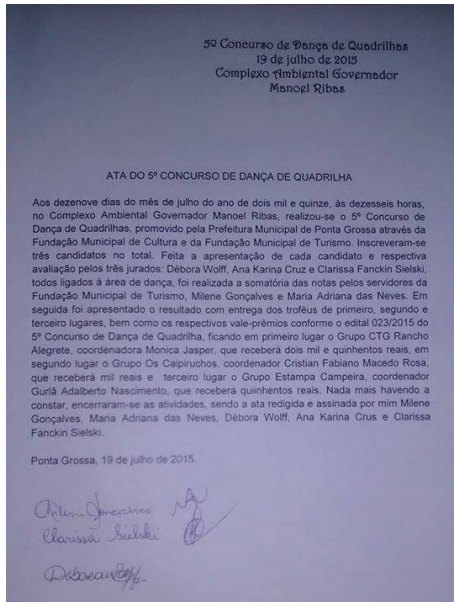 5º Concurso de Dança de Quadrilhas
19 de julho de 2015
Complexo Ambiental Governador
Manoel Ribas
ATA DO 5º CONCURSO DE DANÇA DE QUADRILHA
Aos dezenove dias do mês de julho do ano de dois mil e quinze, às dezesseis horas,
no Complexo Ambiental Governador Manoel Ribas, realizou-se o 5º Concurso de
Dança de Quadrilhas, promovido pela Prefeitura Municipal de Ponta Grossa através da
Fundação Municipal de Cultura e da Fundação Municipal de Turismo. Inscreveram-se
três candidatos no total. Feita a apresentação de cada candidato e respectiva
avaliação pelos três jurados: Débora Wolff, Ana Karina Cruz e Clarissa Fanckin Sielski,
todos ligados à área de dança, foi realizada a somatória das notas pelos servidores da
Fundação Municipal de Turismo, Milene Gonçalves e Maria Adriana das Neves. Em
seguida foi apresentado o resultado com entrega dos troféus de primeiro, segundo e
terceiro lugares, bem como os respectivos vale-prêmios conforme o edital 023/2015 do
5º Concurso de Dança de Quadrilha, ficando em primeiro lugar o Grupo CTG Rancho
Alegrete, coordenadora Monica Jasper, que receberá dois mil e quinhentos reais, em
segundo lugar o Grupo Os Caipiruchos, coordenador Cristian Fabiano Macedo Rosa,
que receberá mil reais e terceiro lugar o Grupo Estampa Campeira, coordenador
Gurlã Adalberto Nascimento, que receberá quiinhentos reais. Nada mais havendo a
constar, encerraram-se as atividades, sendo a ata redigida e assinada por mim Milene
Gonçalves, Maria Adriana das Neves, Débora Wolff, Ana Karina Crus e Clarissa
Fanckin Sielski.
Ponta Grossa, 19 de julho de 2015.
Milene Gonçalves
Clarissa Sielski